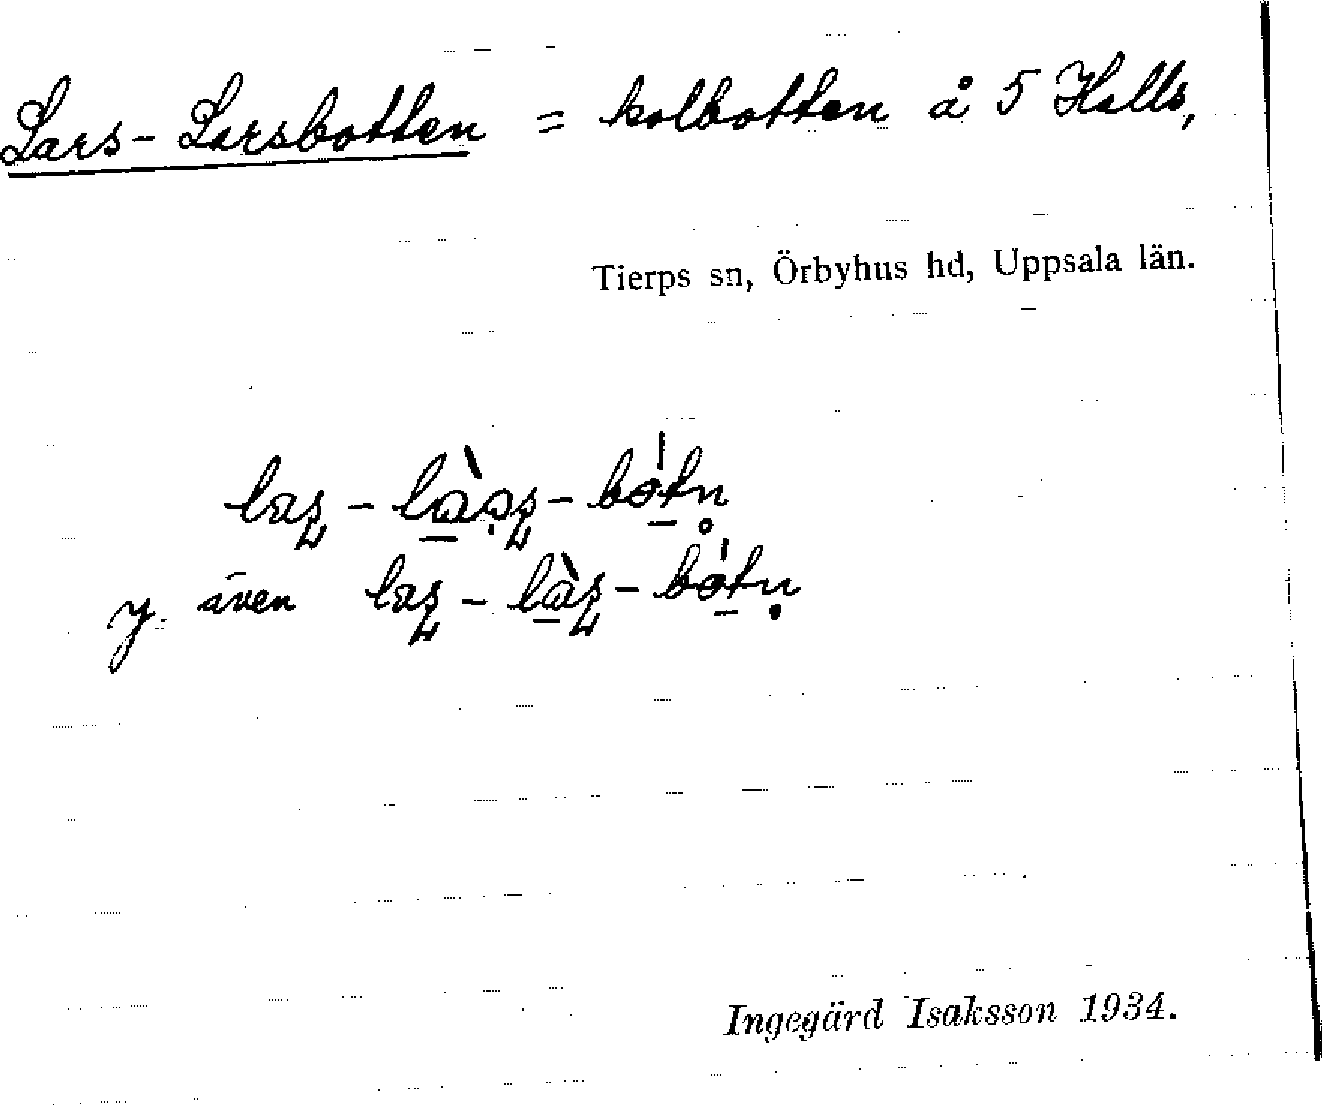 Lars-Larsbotten = kolbotten å 5 Halls,
Tierps sn, Örbyhus hd, Uppsala län.
y. även
Ingegärd Isaksson 1934.